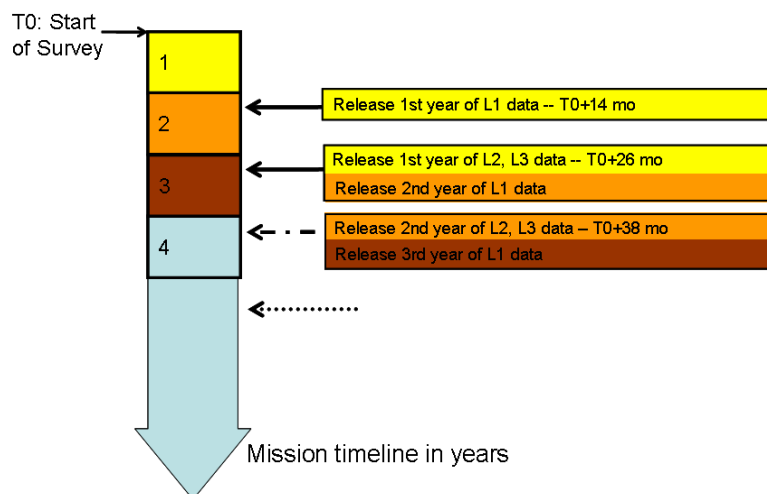 T0: Start
of Survey
1
2
3
4
Release 1st year of L1 data -- T0+14 mo
Release 1st year of L2, L3 data -- T0+26 mo
Release 2nd year of L1 data
Release 2nd year of L2, L3 data – T0+38 mo
Release 3rd year of L1 data
Mission timeline in years